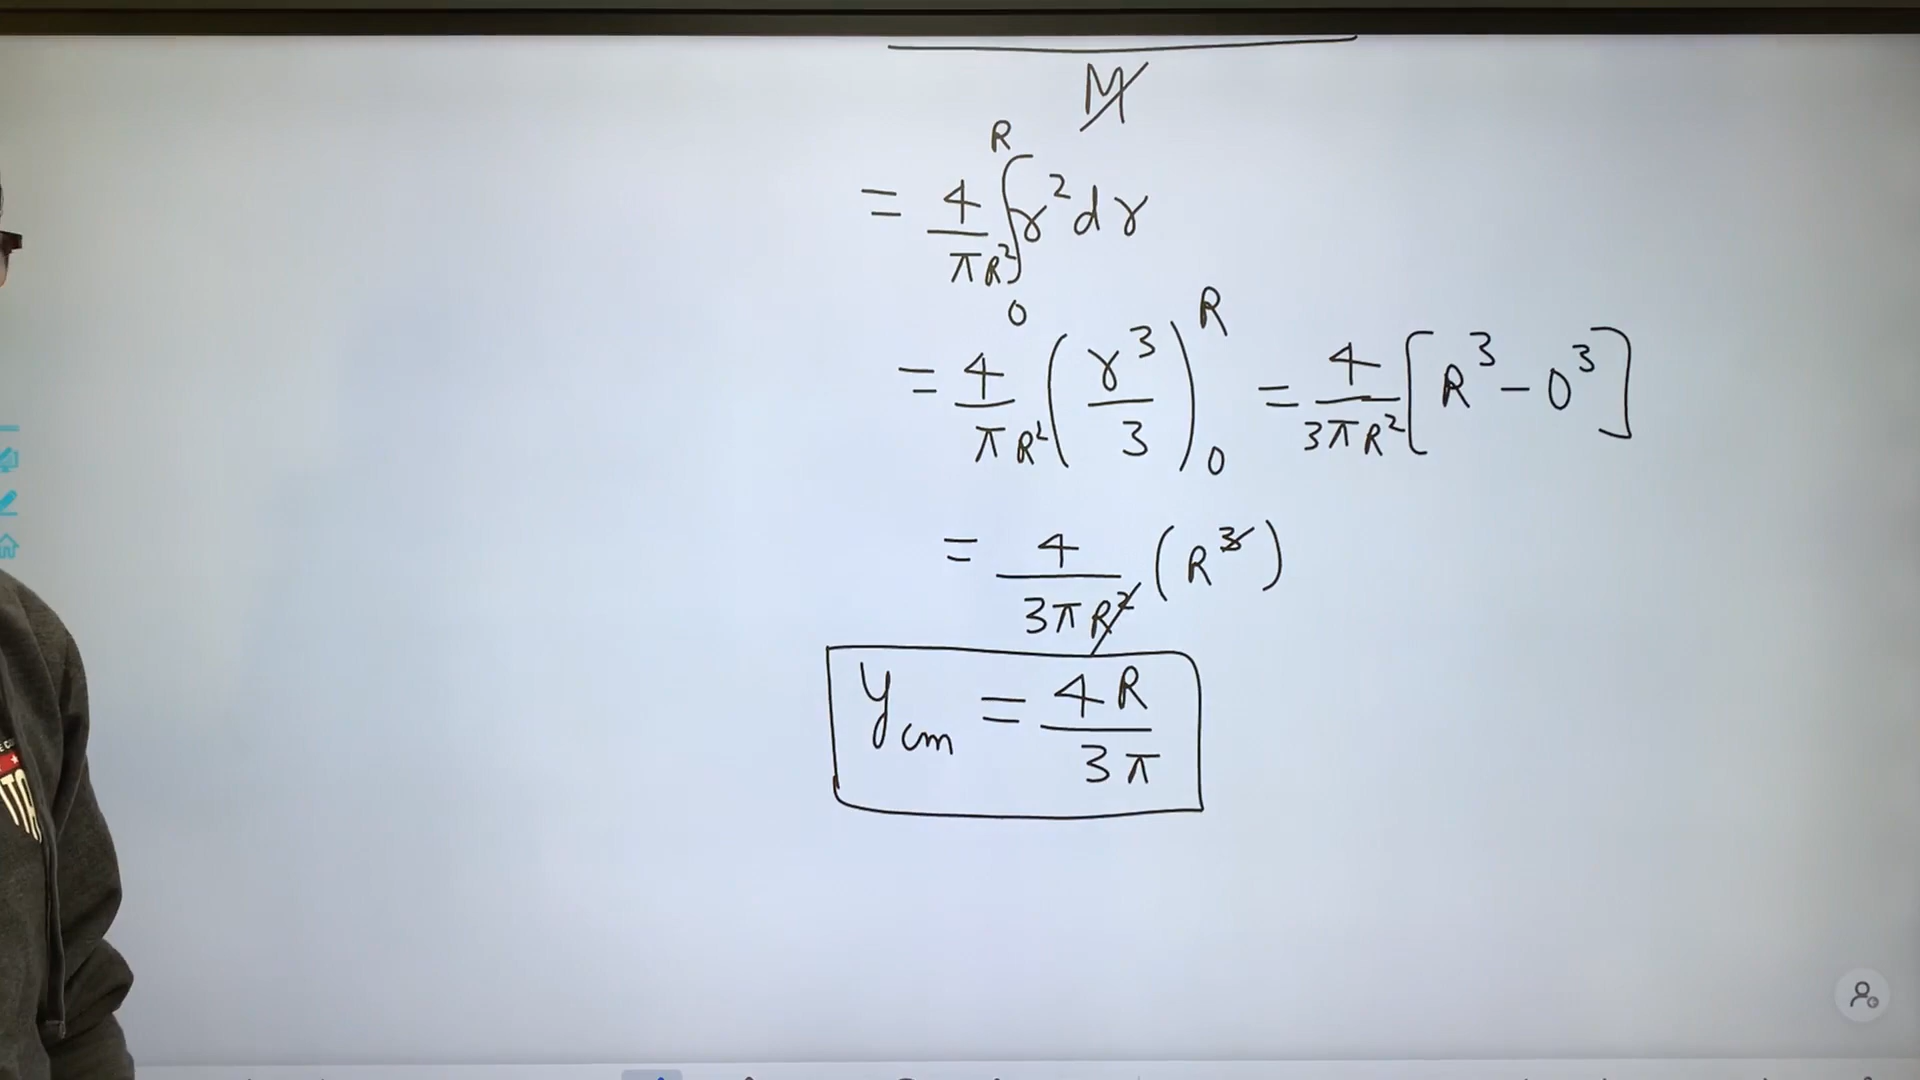 M
= 4/πR² ∫₀ᴿ r² dr
= 4/πR² (r³/3)₀ᴿ = 4/3πR² [R³ − 0³]
= 4/3πR² (R³)
y_cm = 4R/3π